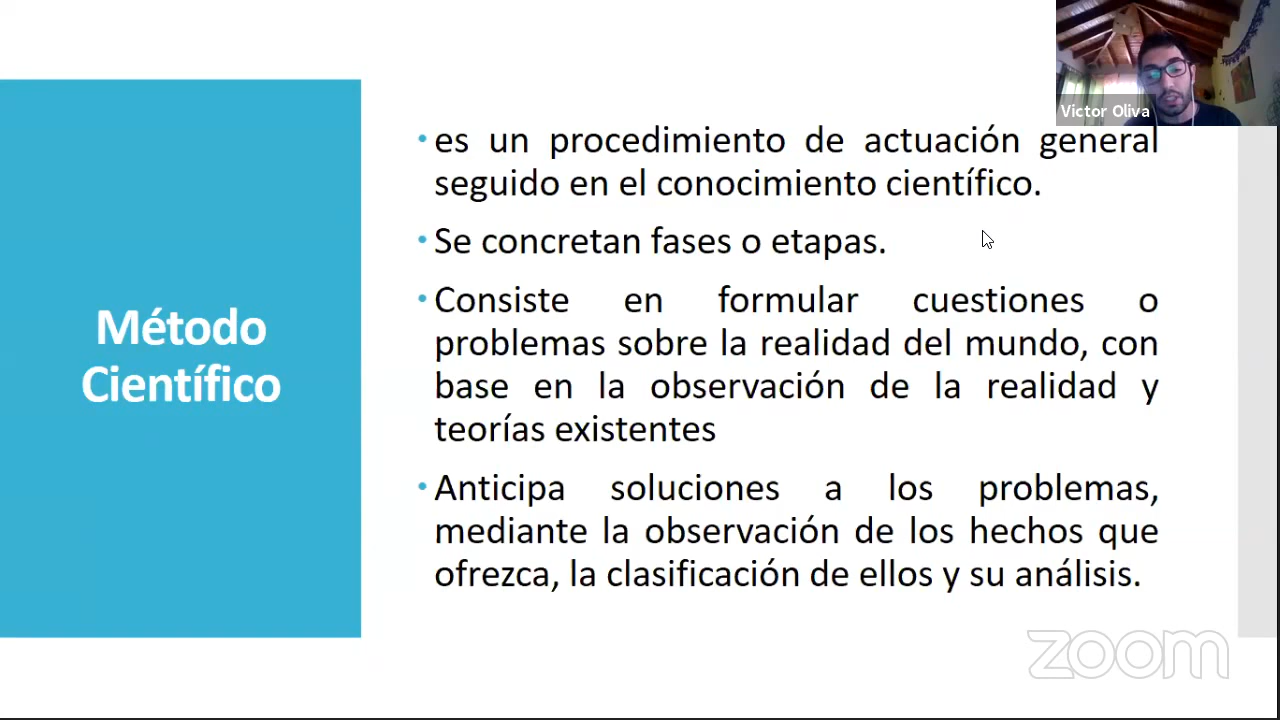 Victor Oliva
Método
Científico
• es un procedimiento de actuación general
seguido en el conocimiento científico.
• Se concretan fases o etapas.
• Consiste en formular cuestiones o
problemas sobre la realidad del mundo, con
base en la observación de la realidad y
teorías existentes
• Anticipa soluciones a los problemas,
mediante la observación de los hechos que
ofrezca, la clasificación de ellos y su análisis.
zoom